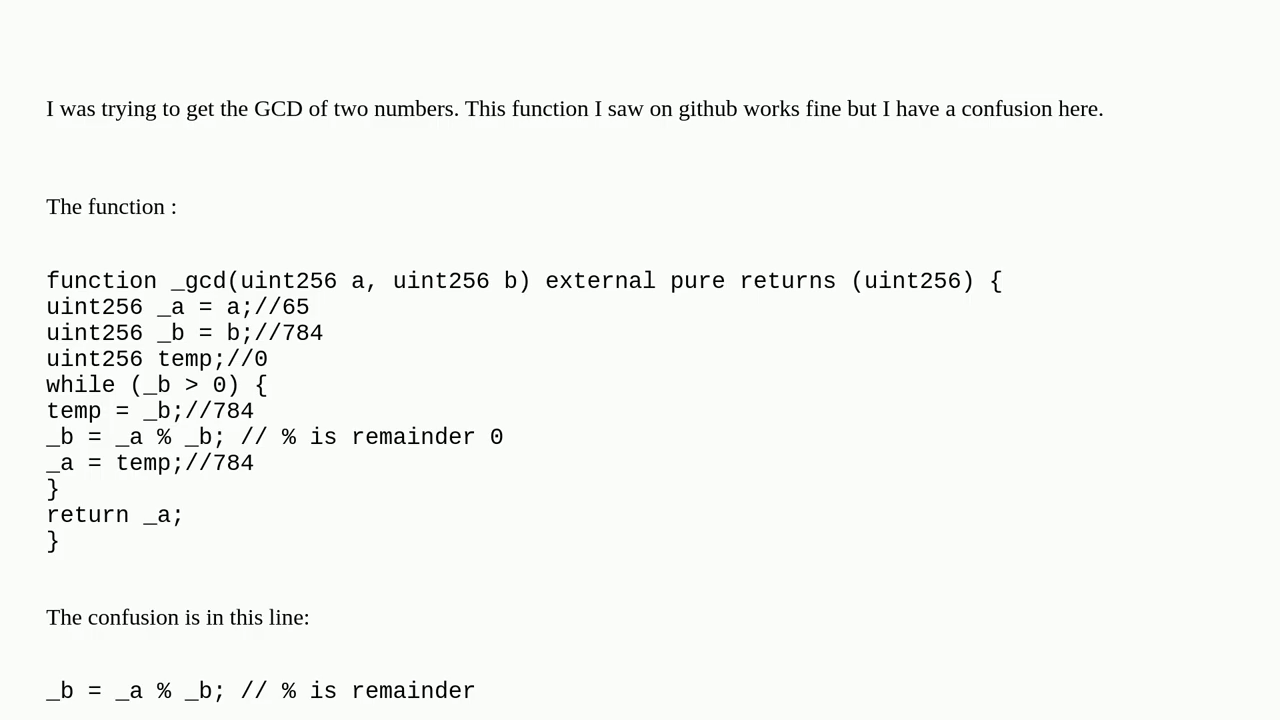 I was trying to get the GCD of two numbers. This function I saw on github works fine but I have a confusion here.
The function :
function _gcd(uint256 a, uint256 b) external pure returns (uint256) {
uint256 _a = a;//65
uint256 _b = b;//784
uint256 temp;//0
while (_b > 0) {
temp = _b;//784
_b = _a % _b; // % is remainder 0
_a = temp;//784
}
return _a;
}
The confusion is in this line:
_b = _a % _b; // % is remainder